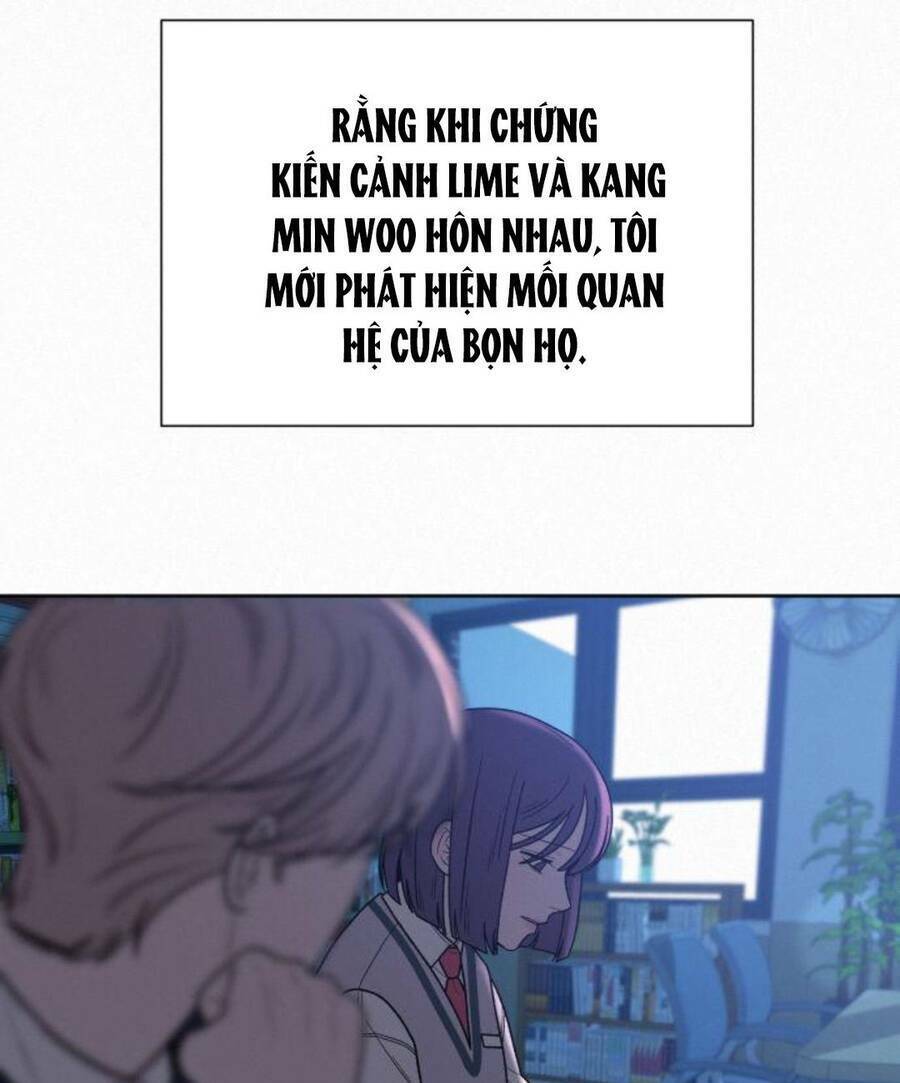 RẰNG KHI CHỨNG
KIẾN CẢNH LIME VÀ KANG
MIN WOO HÔN NHAU, TÔI
MỚI PHÁT HIỆN MỐI QUAN
HỆ CỦA BỌN HỌ.